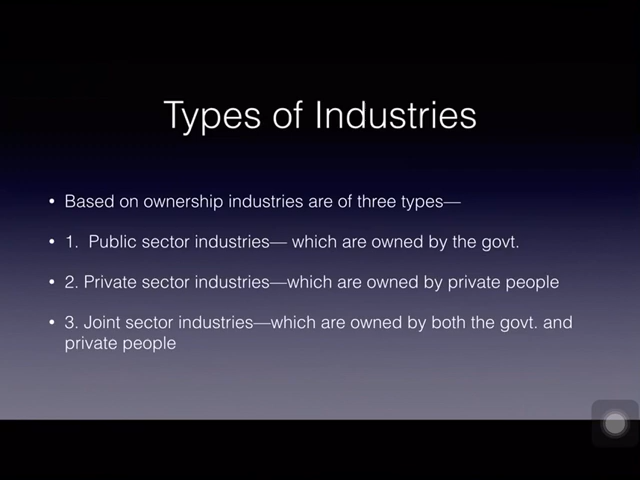 Types of Industries
• Based on ownership industries are of three types—
• 1. Public sector industries— which are owned by the govt.
• 2. Private sector industries—which are owned by private people
• 3. Joint sector industries—which are owned by both the govt. and
private people